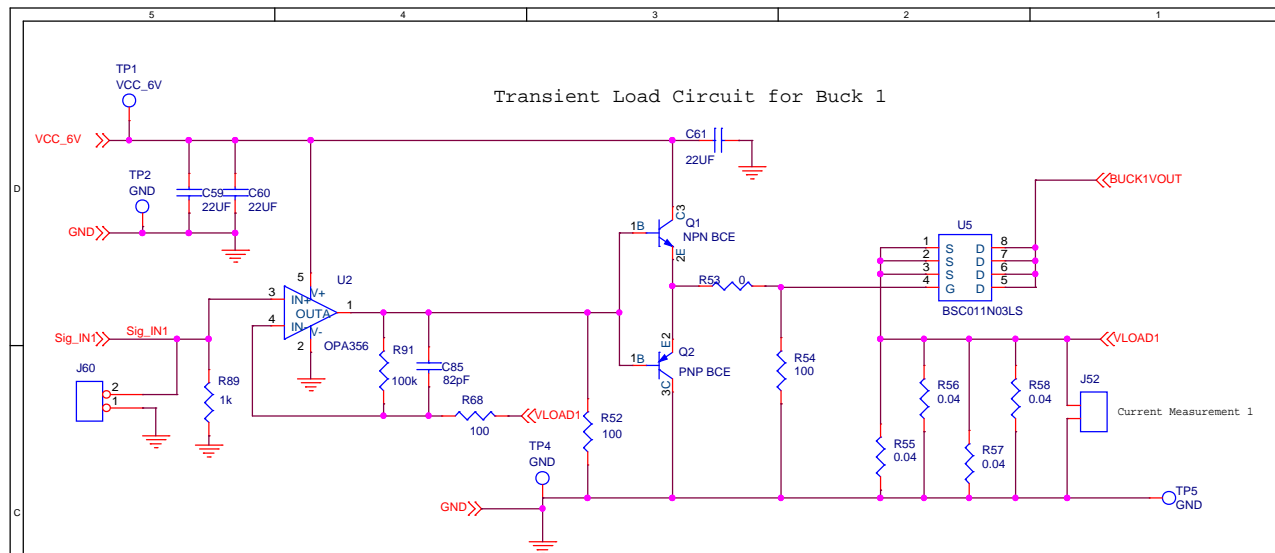 5 4 3 2 1
D
C
Transient Load Circuit for Buck 1
TP1
VCC_6V
VCC_6V
TP2
GND
GND
C59
22UF
C60
22UF
C61
22UF
U2
5
V+
3
IN+
4
IN-
OUTA
1
V-
2
OPA356
Sig_IN1
Sig_IN1
J60
2
1
R89
1k
R91
100k
C85
82pF
R68
100
VLOAD1
R52
100
TP4
GND
GND
1B
C3
Q1
NPN BCE
2E
R53 0
E2
1B
Q2
PNP BCE
3C
R54
100
BUCK1VOUT
U5
1 S D 8
2 S D 7
3 S D 6
4 G D 5
BSC011N03LS
VLOAD1
R56
0.04
R58
0.04
R55
0.04
R57
0.04
J52
Current Measurement 1
TP5
GND